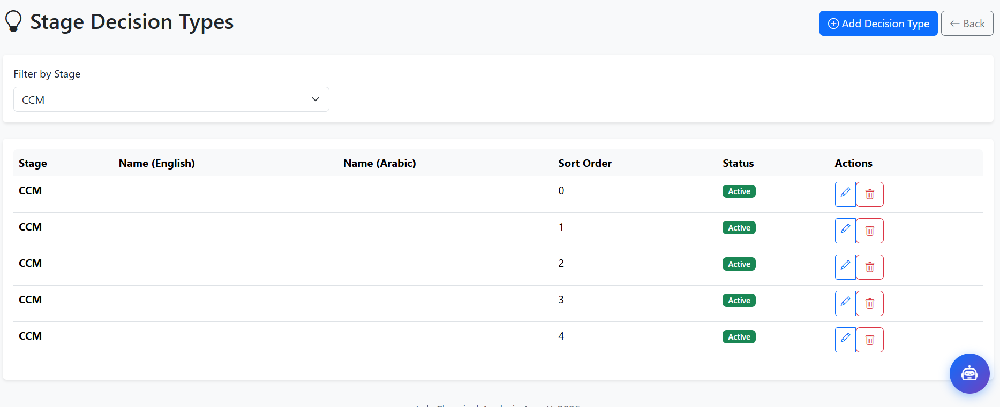 Stage Decision Types
Add Decision Type
Back
Filter by Stage
CCM
Stage Name (English) Name (Arabic) Sort Order Status Actions
CCM 0 Active
CCM 1 Active
CCM 2 Active
CCM 3 Active
CCM 4 Active